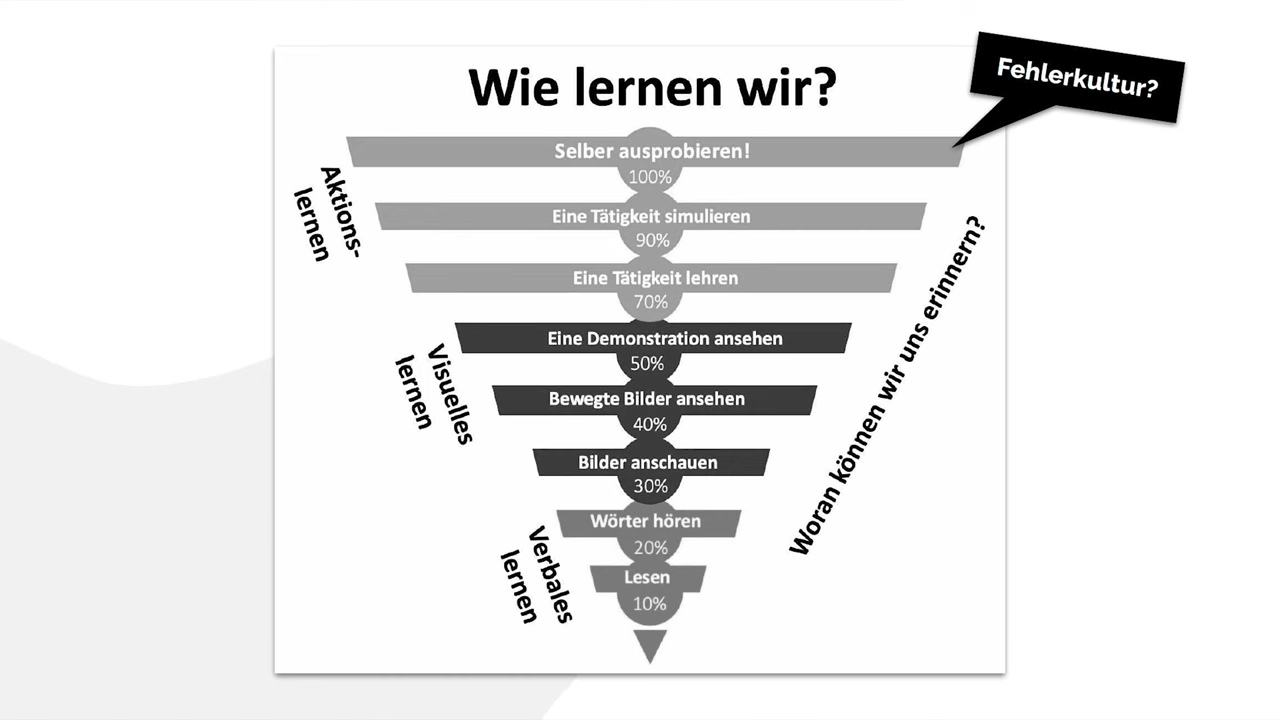 Wie lernen wir?
Fehlerkultur?
Selber ausprobieren!
100%
Eine Tätigkeit simulieren
90%
Eine Tätigkeit lehren
70%
Aktions-
lernen
Eine Demonstration ansehen
50%
Bewegte Bilder ansehen
40%
Bilder anschauen
30%
Visuelles
lernen
Wörter hören
20%
Lesen
10%
Verbales
lernen
Woran können wir uns erinnern?